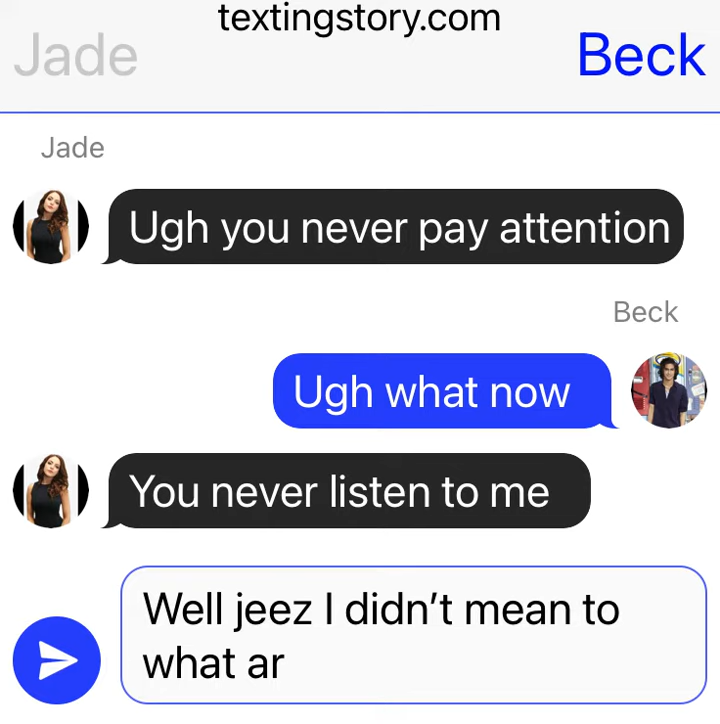 textingstory.com
Jade Beck
Jade
Ugh you never pay attention
Beck
Ugh what now
You never listen to me
Well jeez I didn’t mean to
what ar